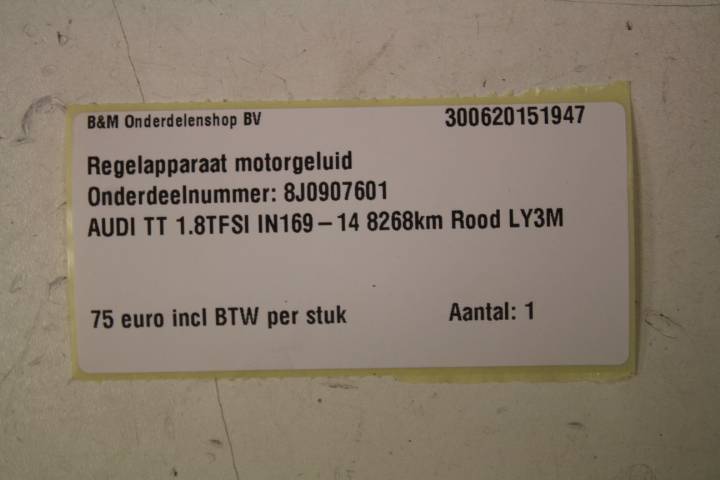 B&M Onderdelenshop BV 300620151947
Regelapparaat motorgeluid
Onderdeelnummer: 8J0907601
AUDI TT 1.8TFSI IN169-14 8268km Rood LY3M
75 euro incl BTW per stuk Aantal: 1